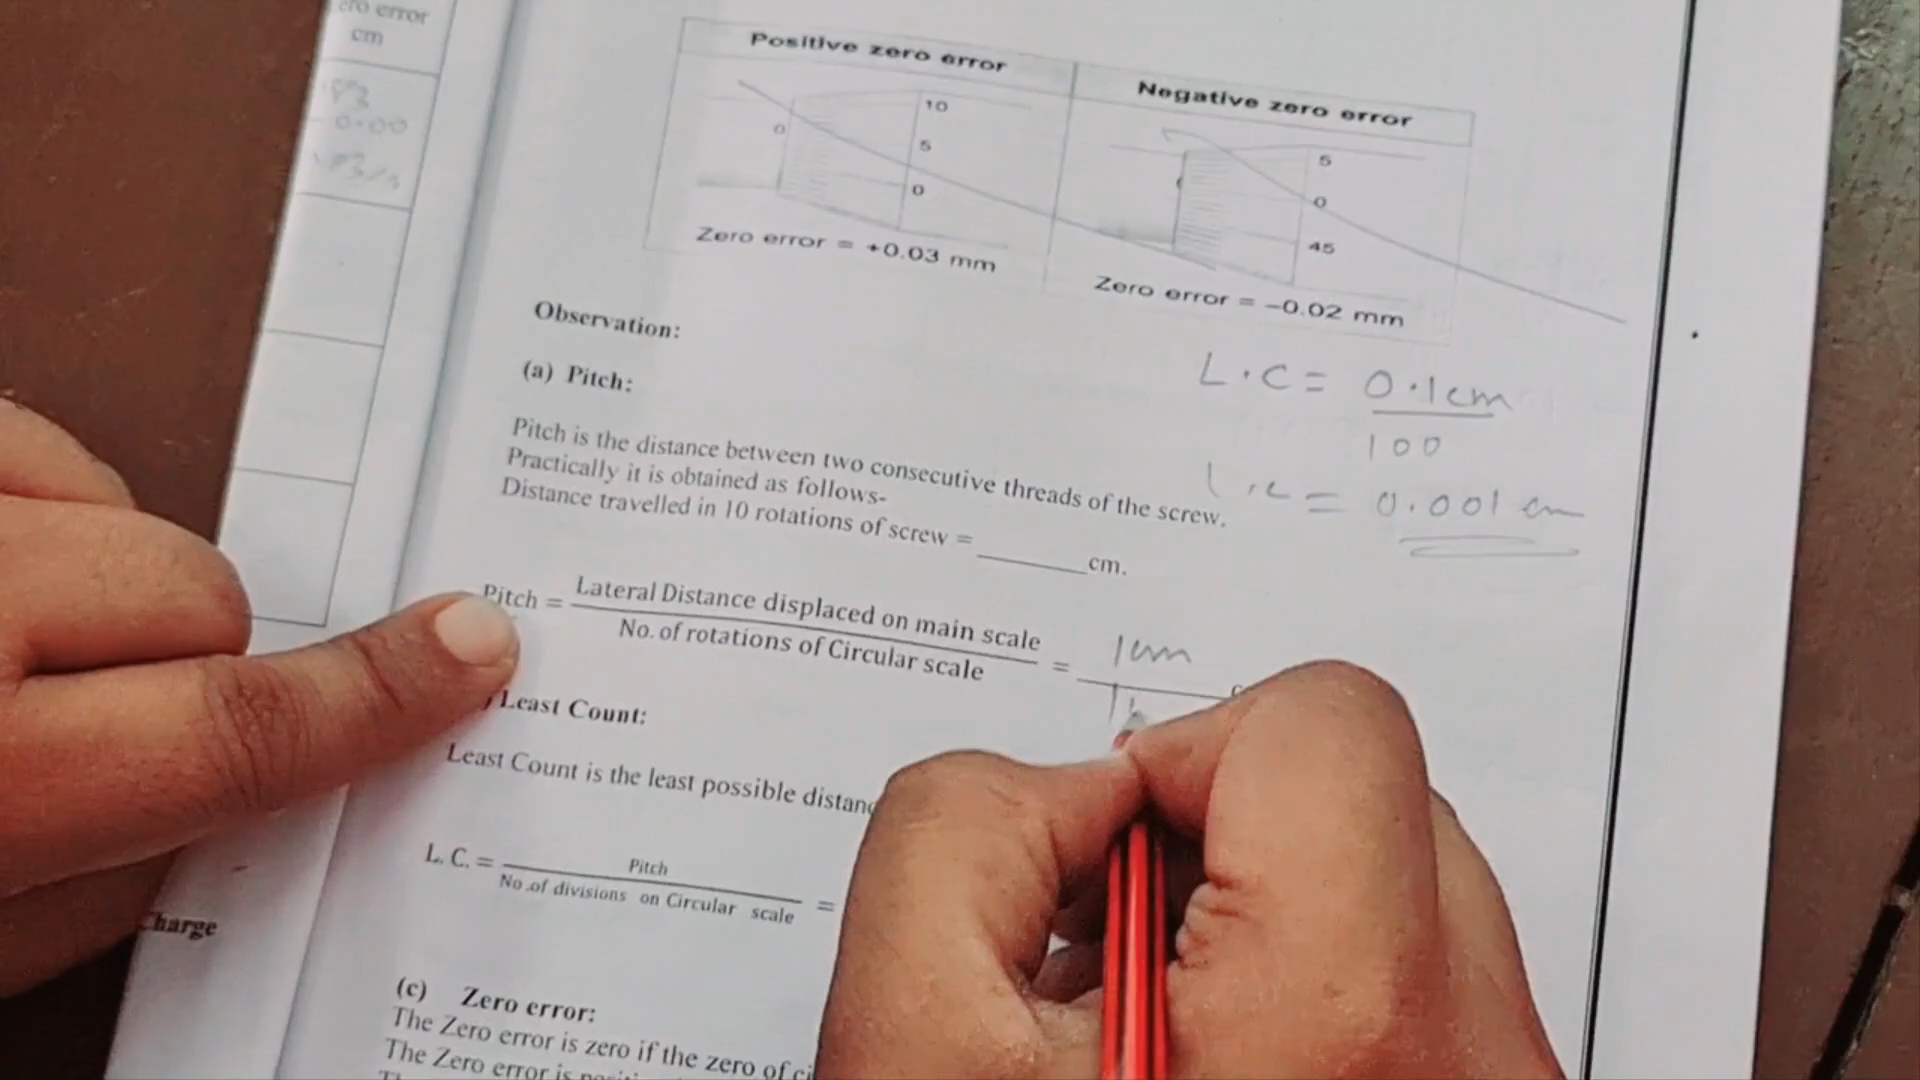 ero error
cm
Positive zero error
Negative zero error
10
5
0
0
5
0
45
Zero error = +0.03 mm
Zero error = −0.02 mm
Observation:
L.C = 0.1cm
100
(a) Pitch:
Pitch is the distance between two consecutive threads of the screw.
Practically it is obtained as follows-
= 0.001 cm
Distance travelled in 10 rotations of screw = ______ cm.
Pitch = Lateral Distance displaced on main scale
No. of rotations of Circular scale
= 1cm
Least Count:
Least Count is the least possible
L. C. = Pitch
No .of divisions on Circular scale =
Charge
(c) Zero error:
The Zero error is zero if the zero of
The Zero error is